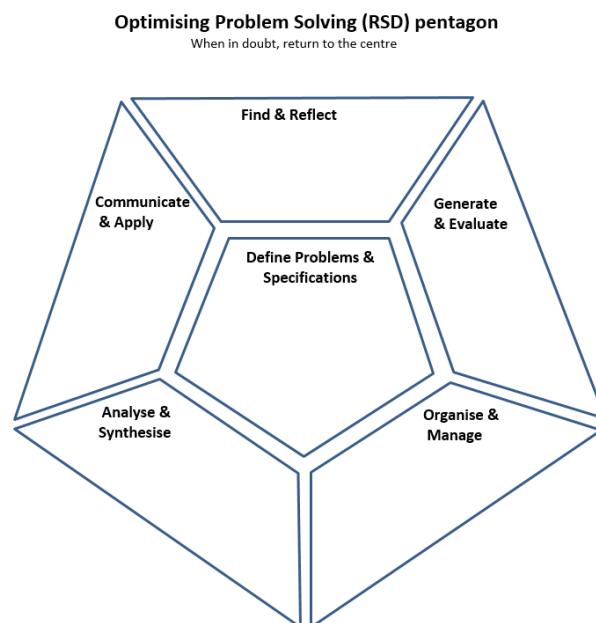 Optimising Problem Solving (RSD) pentagon
When in doubt, return to the centre
Find & Reflect
Communicate
& Apply
Generate
& Evaluate
Define Problems &
Specifications
Analyse &
Synthesise
Organise &
Manage